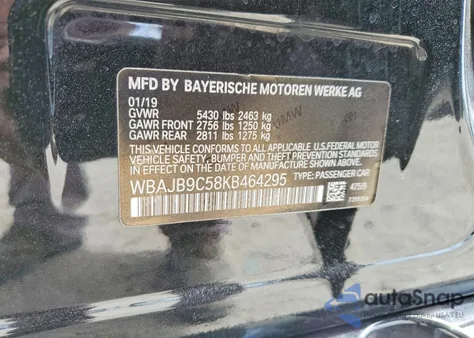 MFD BY BAYERISCHE MOTOREN WERKE AG
01/19
GVWR 5430 lbs 2463 kg
GAWR FRONT 2756 lbs 1250 kg
GAWR REAR 2811 lbs 1275 kg
THIS VEHICLE CONFORMS TO ALL APPLICABLE U.S. FEDERAL MOTOR
VEHICLE SAFETY, BUMPER AND THEFT PREVENTION STANDARDS
IN EFFECT ON THE DATE OF MANUFACTURE SHOWN ABOVE.
WBAJB9C58KB464295 TYPE: PASSENGER CAR
475/9
autoSnap